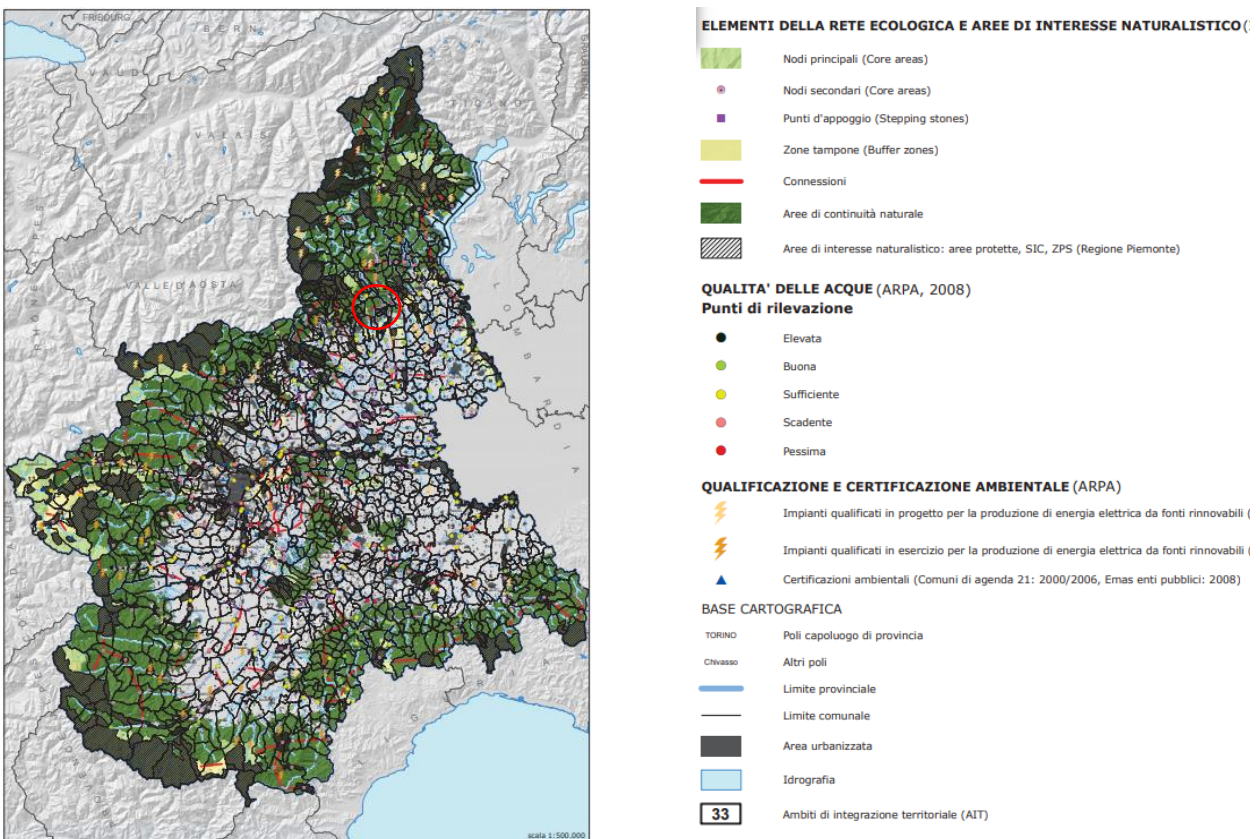 FRIBOURG
BERN
GRAUBÜNDEN
VAUD
TICINO
VALAIS
VALLE D'AOSTA
LOMBARDIA
LIGURIA
scala 1:500.000
ELEMENTI DELLA RETE ECOLOGICA E AREE DI INTERESSE NATURALISTICO
Nodi principali (Core areas)
Nodi secondari (Core areas)
Punti d'appoggio (Stepping stones)
Zone tampone (Buffer zones)
Connessioni
Aree di continuità naturale
Aree di interesse naturalistico: aree protette, SIC, ZPS (Regione Piemonte)
QUALITA' DELLE ACQUE (ARPA, 2008)
Punti di rilevazione
Elevata
Buona
Sufficiente
Scadente
Pessima
QUALIFICAZIONE E CERTIFICAZIONE AMBIENTALE (ARPA)
Impianti qualificati in progetto per la produzione di energia elettrica da fonti rinnovabili (
Impianti qualificati in esercizio per la produzione di energia elettrica da fonti rinnovabili (
Certificazioni ambientali (Comuni di agenda 21: 2000/2006, Emas enti pubblici: 2008)
BASE CARTOGRAFICA
TORINO Poli capoluogo di provincia
Chivasso Altri poli
Limite provinciale
Limite comunale
Area urbanizzata
Idrografia
33 Ambiti di integrazione territoriale (AIT)